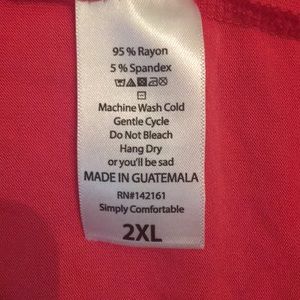 95% Rayon
5% Spandex
Machine Wash Cold
Gentle Cycle
Do Not Bleach
Hang Dry
or you'll be sad
MADE IN GUATEMALA
RN#142161
Simply Comfortable
2XL